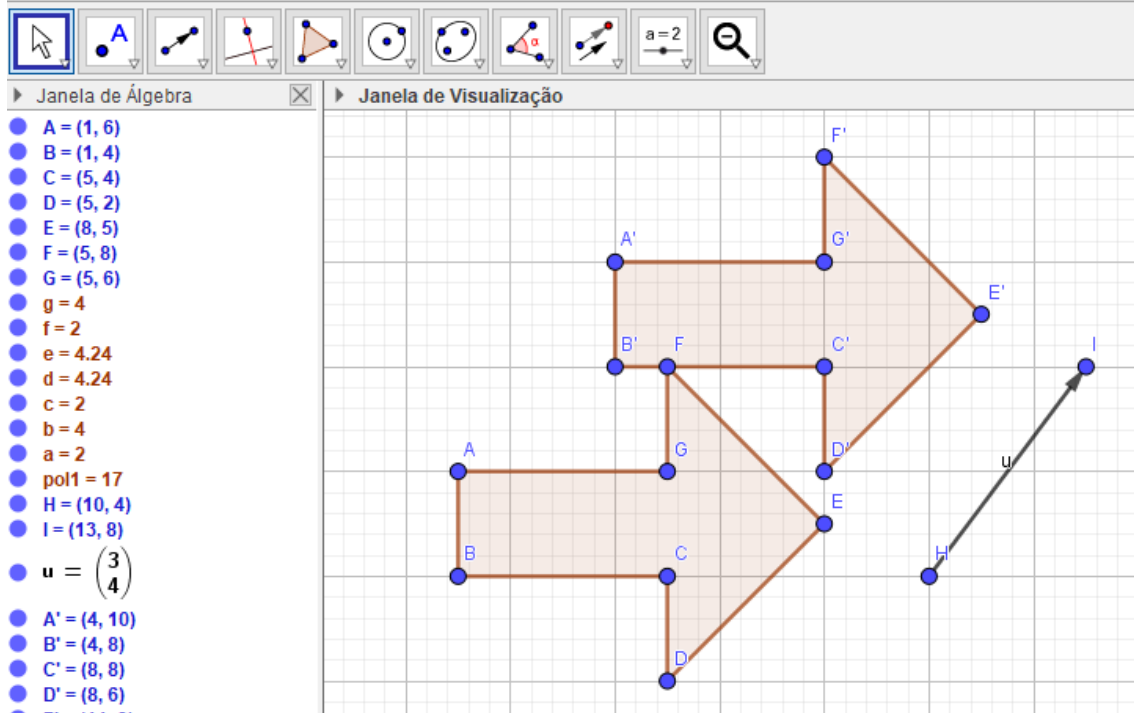 A
α
a = 2
Janela de Álgebra
Janela de Visualização
A = (1, 6)
B = (1, 4)
C = (5, 4)
D = (5, 2)
E = (8, 5)
F = (5, 8)
G = (5, 6)
g = 4
f = 2
e = 4.24
d = 4.24
c = 2
b = 4
a = 2
pol1 = 17
H = (10, 4)
I = (13, 8)
u = (3
4)
A' = (4, 10)
B' = (4, 8)
C' = (8, 8)
D' = (8, 6)
F'
A'
G'
E'
B'
F
C'
I
A
G
D'
u
E
B
C
H
D